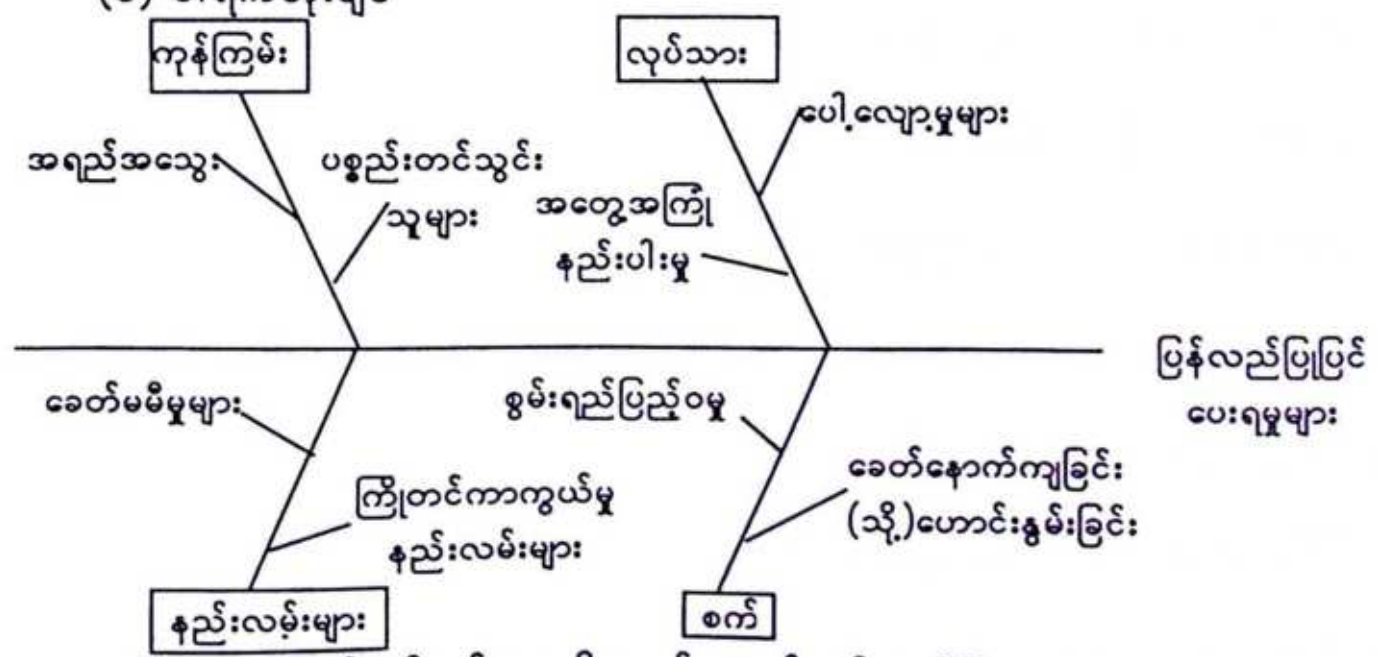 ကုန်ကြမ်း
လုပ်သား
ပေါ့လျော့မှုများ
အရည်အသွေး
ပစ္စည်းတင်သွင်း
သူများ
အတွေ့အကြုံ
နည်းပါးမှု
ပြန်လည်ပြုပြင်
ပေးရမှုများ
ခေတ်မမီမှုများ
စွမ်းရည်ပြည့်ဝမှု
ကြိုတင်ကာကွယ်မှု
နည်းလမ်းများ
ခေတ်နောက်ကျခြင်း
(သို့)ဟောင်းနွမ်းခြင်း
နည်းလမ့်းများ
စက်